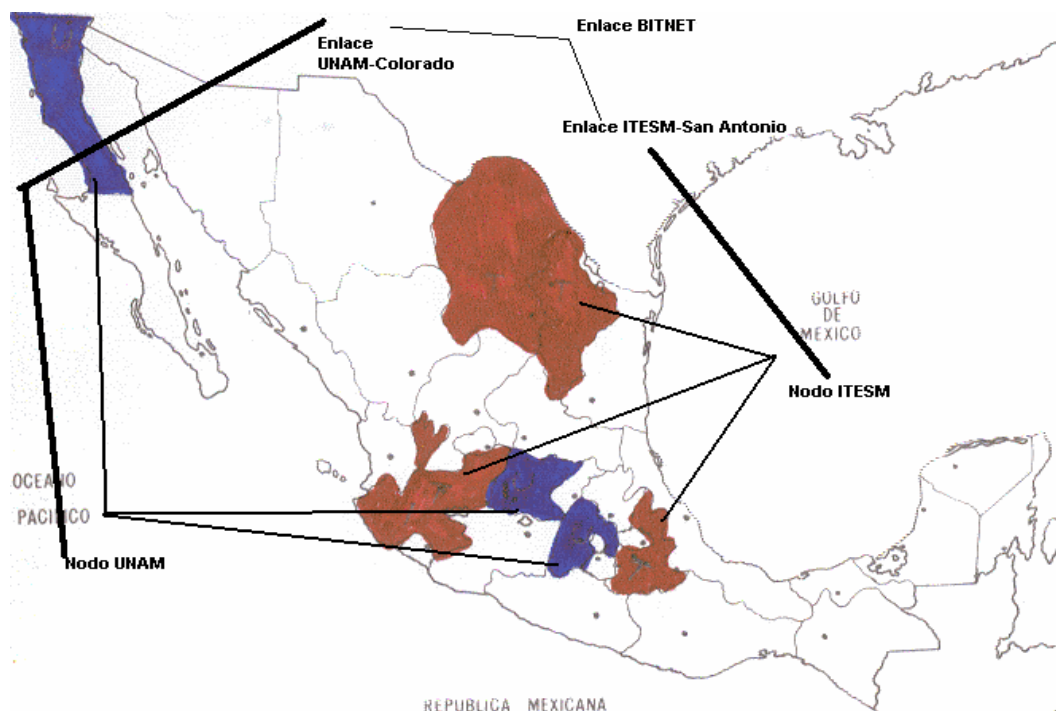 Enlace BITNET
Enlace
UNAM-Colorado
Enlace ITESM-San Antonio
GOLFO
DE
MEXICO
Nodo ITESM
OCEANO
PACIFICO
Nodo UNAM
REPUBLICA MEXICANA